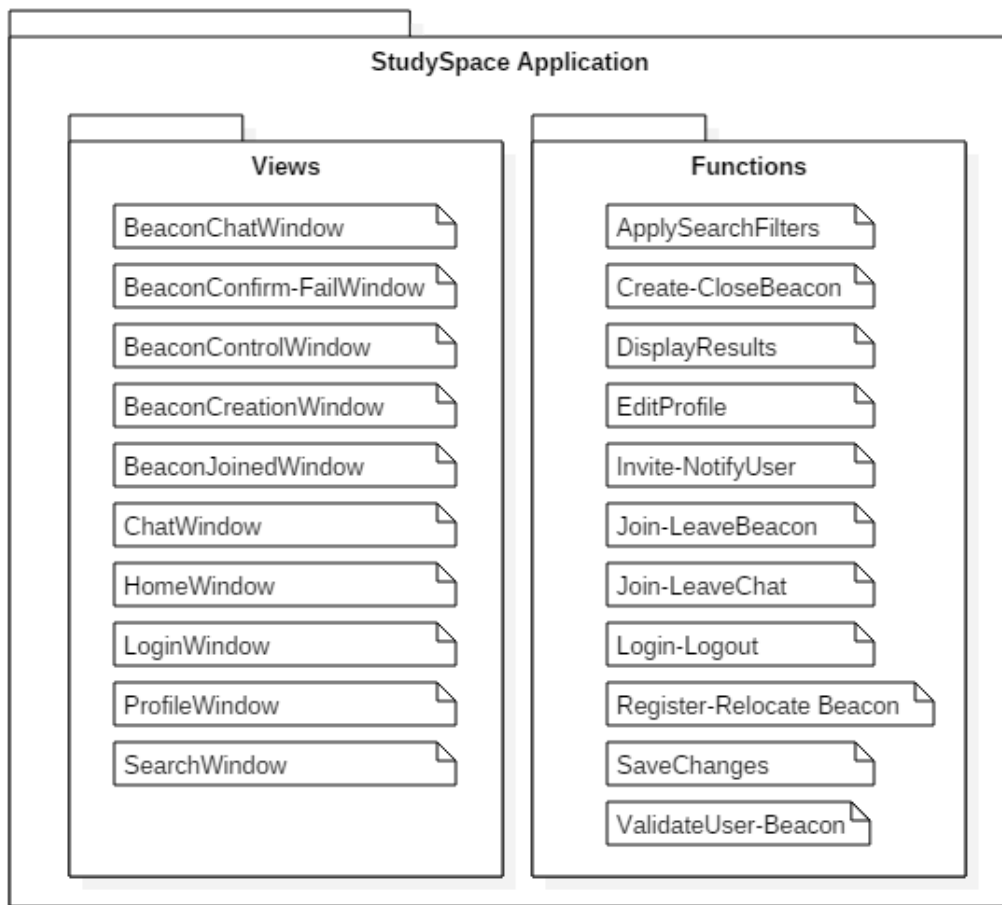 StudySpace Application
Views
BeaconChatWindow
BeaconConfirm-FailWindow
BeaconControlWindow
BeaconCreationWindow
BeaconJoinedWindow
ChatWindow
HomeWindow
LoginWindow
ProfileWindow
SearchWindow
Functions
ApplySearchFilters
Create-CloseBeacon
DisplayResults
EditProfile
Invite-NotifyUser
Join-LeaveBeacon
Join-LeaveChat
Login-Logout
Register-Relocate Beacon
SaveChanges
ValidateUser-Beacon